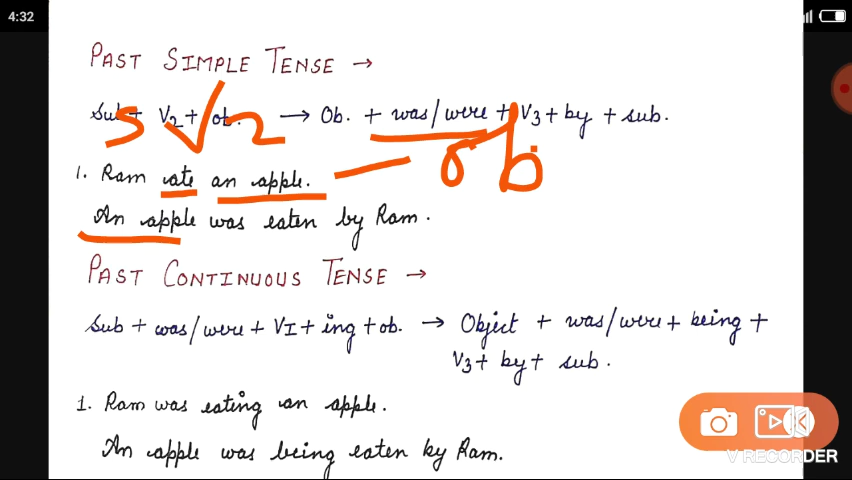 4:32
PAST SIMPLE TENSE →
Sub + V2 + ob. → Ob. + was/were + V3 + by + sub.
S √2 ob
1. Ram ate an apple.
An apple was eaten by Ram.
PAST CONTINUOUS TENSE →
Sub + was/were + VI + ing + ob. → Object + was/were + being +
V3 + by + sub.
1. Ram was eating an apple.
An apple was being eaten by Ram.
V RECORDER